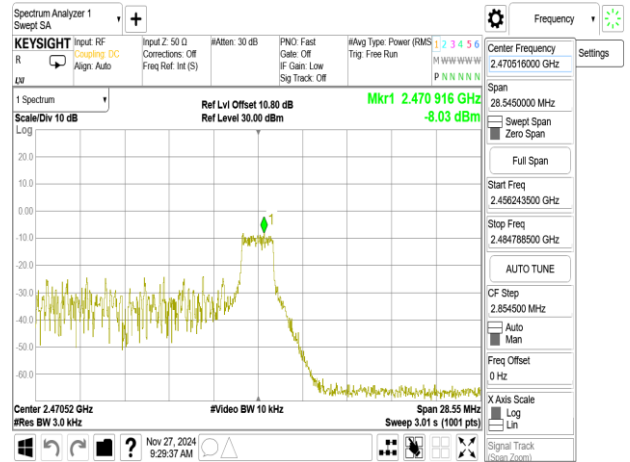 Spectrum Analyzer 1
Swept SA
Frequency
KEYSIGHT
R
Input: RF
Coupling: DC
Align: Auto
Input Z: 50 Ω
Corrections: Off
Freq Ref: Int (S)
#Atten: 30 dB
PNO: Fast
Gate: Off
IF Gain: Low
Sig Track: Off
#Avg Type: Power (RMS
Trig: Free Run
1 2 3 4 5 6
M W W W W W
P N N N N N
Center Frequency
2.470516000 GHz
Settings
Span
28.5450000 MHz
Swept Span
Zero Span
Full Span
Start Freq
2.456243500 GHz
Stop Freq
2.484788500 GHz
AUTO TUNE
CF Step
2.854500 MHz
Auto
Man
Freq Offset
0 Hz
X Axis Scale
Log
Lin
Signal Track
(Span Zoom)
1 Spectrum
Scale/Div 10 dB
Log
Ref Lvl Offset 10.80 dB
Ref Level 30.00 dBm
Mkr1 2.470 916 GHz
-8.03 dBm
1
20.0
10.0
0.00
-10.0
-20.0
-30.0
-40.0
-50.0
-60.0
Center 2.47052 GHz
#Res BW 3.0 kHz
#Video BW 10 kHz
Span 28.55 MHz
Sweep 3.01 s (1001 pts)
?
Nov 27, 2024
9:29:37 AM